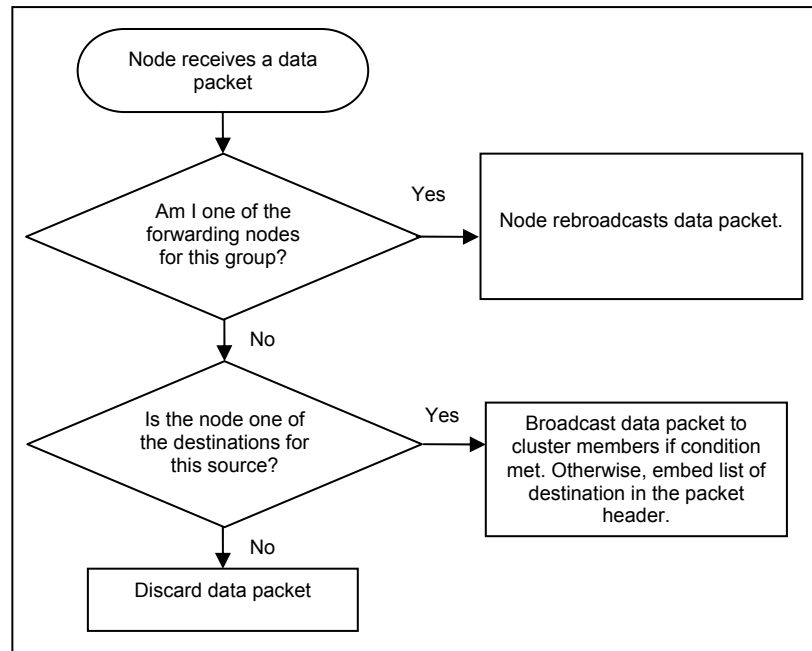 Node receives a data
packet
Am I one of the
forwarding nodes
for this group?
Yes
Node rebroadcasts data packet.
No
Is the node one of
the destinations for
this source?
Yes
Broadcast data packet to
cluster members if condition
met. Otherwise, embed list of
destination in the packet
header.
No
Discard data packet